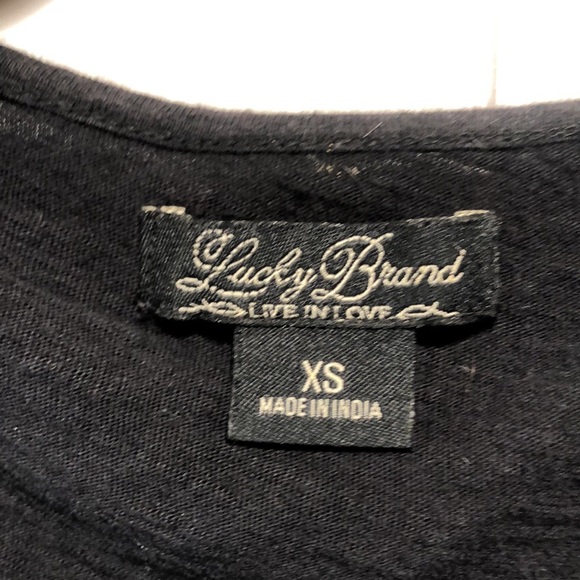 Lucky Brand
LIVE IN LOVE
XS
MADE IN INDIA